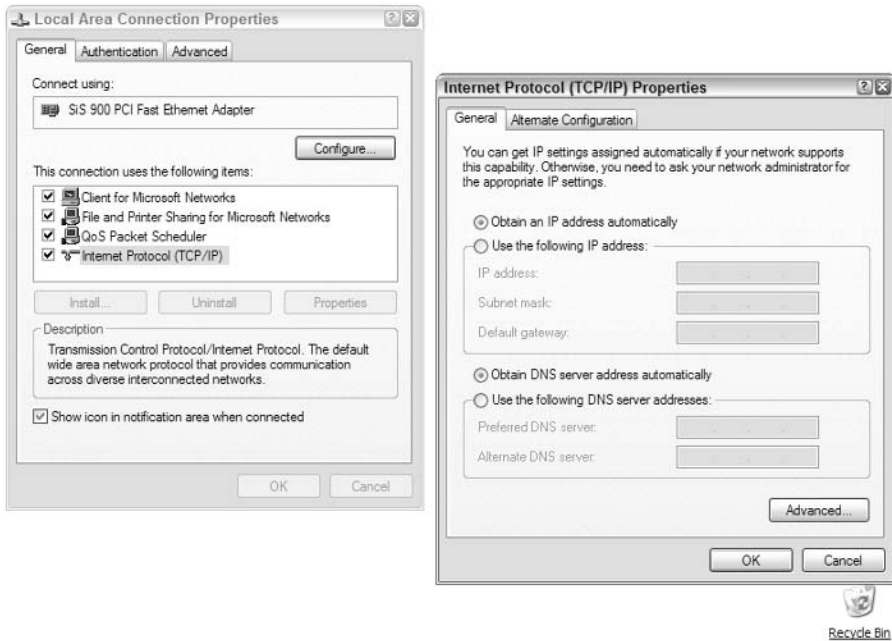 Local Area Connection Properties
General
Authentication
Advanced
Connect using:
SiS 900 PCI Fast Ethernet Adapter
Configure...
This connection uses the following items:
Client for Microsoft Networks
File and Printer Sharing for Microsoft Networks
QoS Packet Scheduler
Internet Protocol (TCP/IP)
Install...
Uninstall
Properties
Description
Transmission Control Protocol/Internet Protocol. The default
wide area network protocol that provides communication
across diverse interconnected networks.
Show icon in notification area when connected
OK
Cancel
Internet Protocol (TCP/IP) Properties
General
Alternate Configuration
You can get IP settings assigned automatically if your network supports
this capability. Otherwise, you need to ask your network administrator for
the appropriate IP settings.
Obtain an IP address automatically
Use the following IP address:
IP address:
Subnet mask:
Default gateway:
Obtain DNS server address automatically
Use the following DNS server addresses:
Preferred DNS server:
Alternate DNS server:
Advanced...
OK
Cancel
Recycle Bin